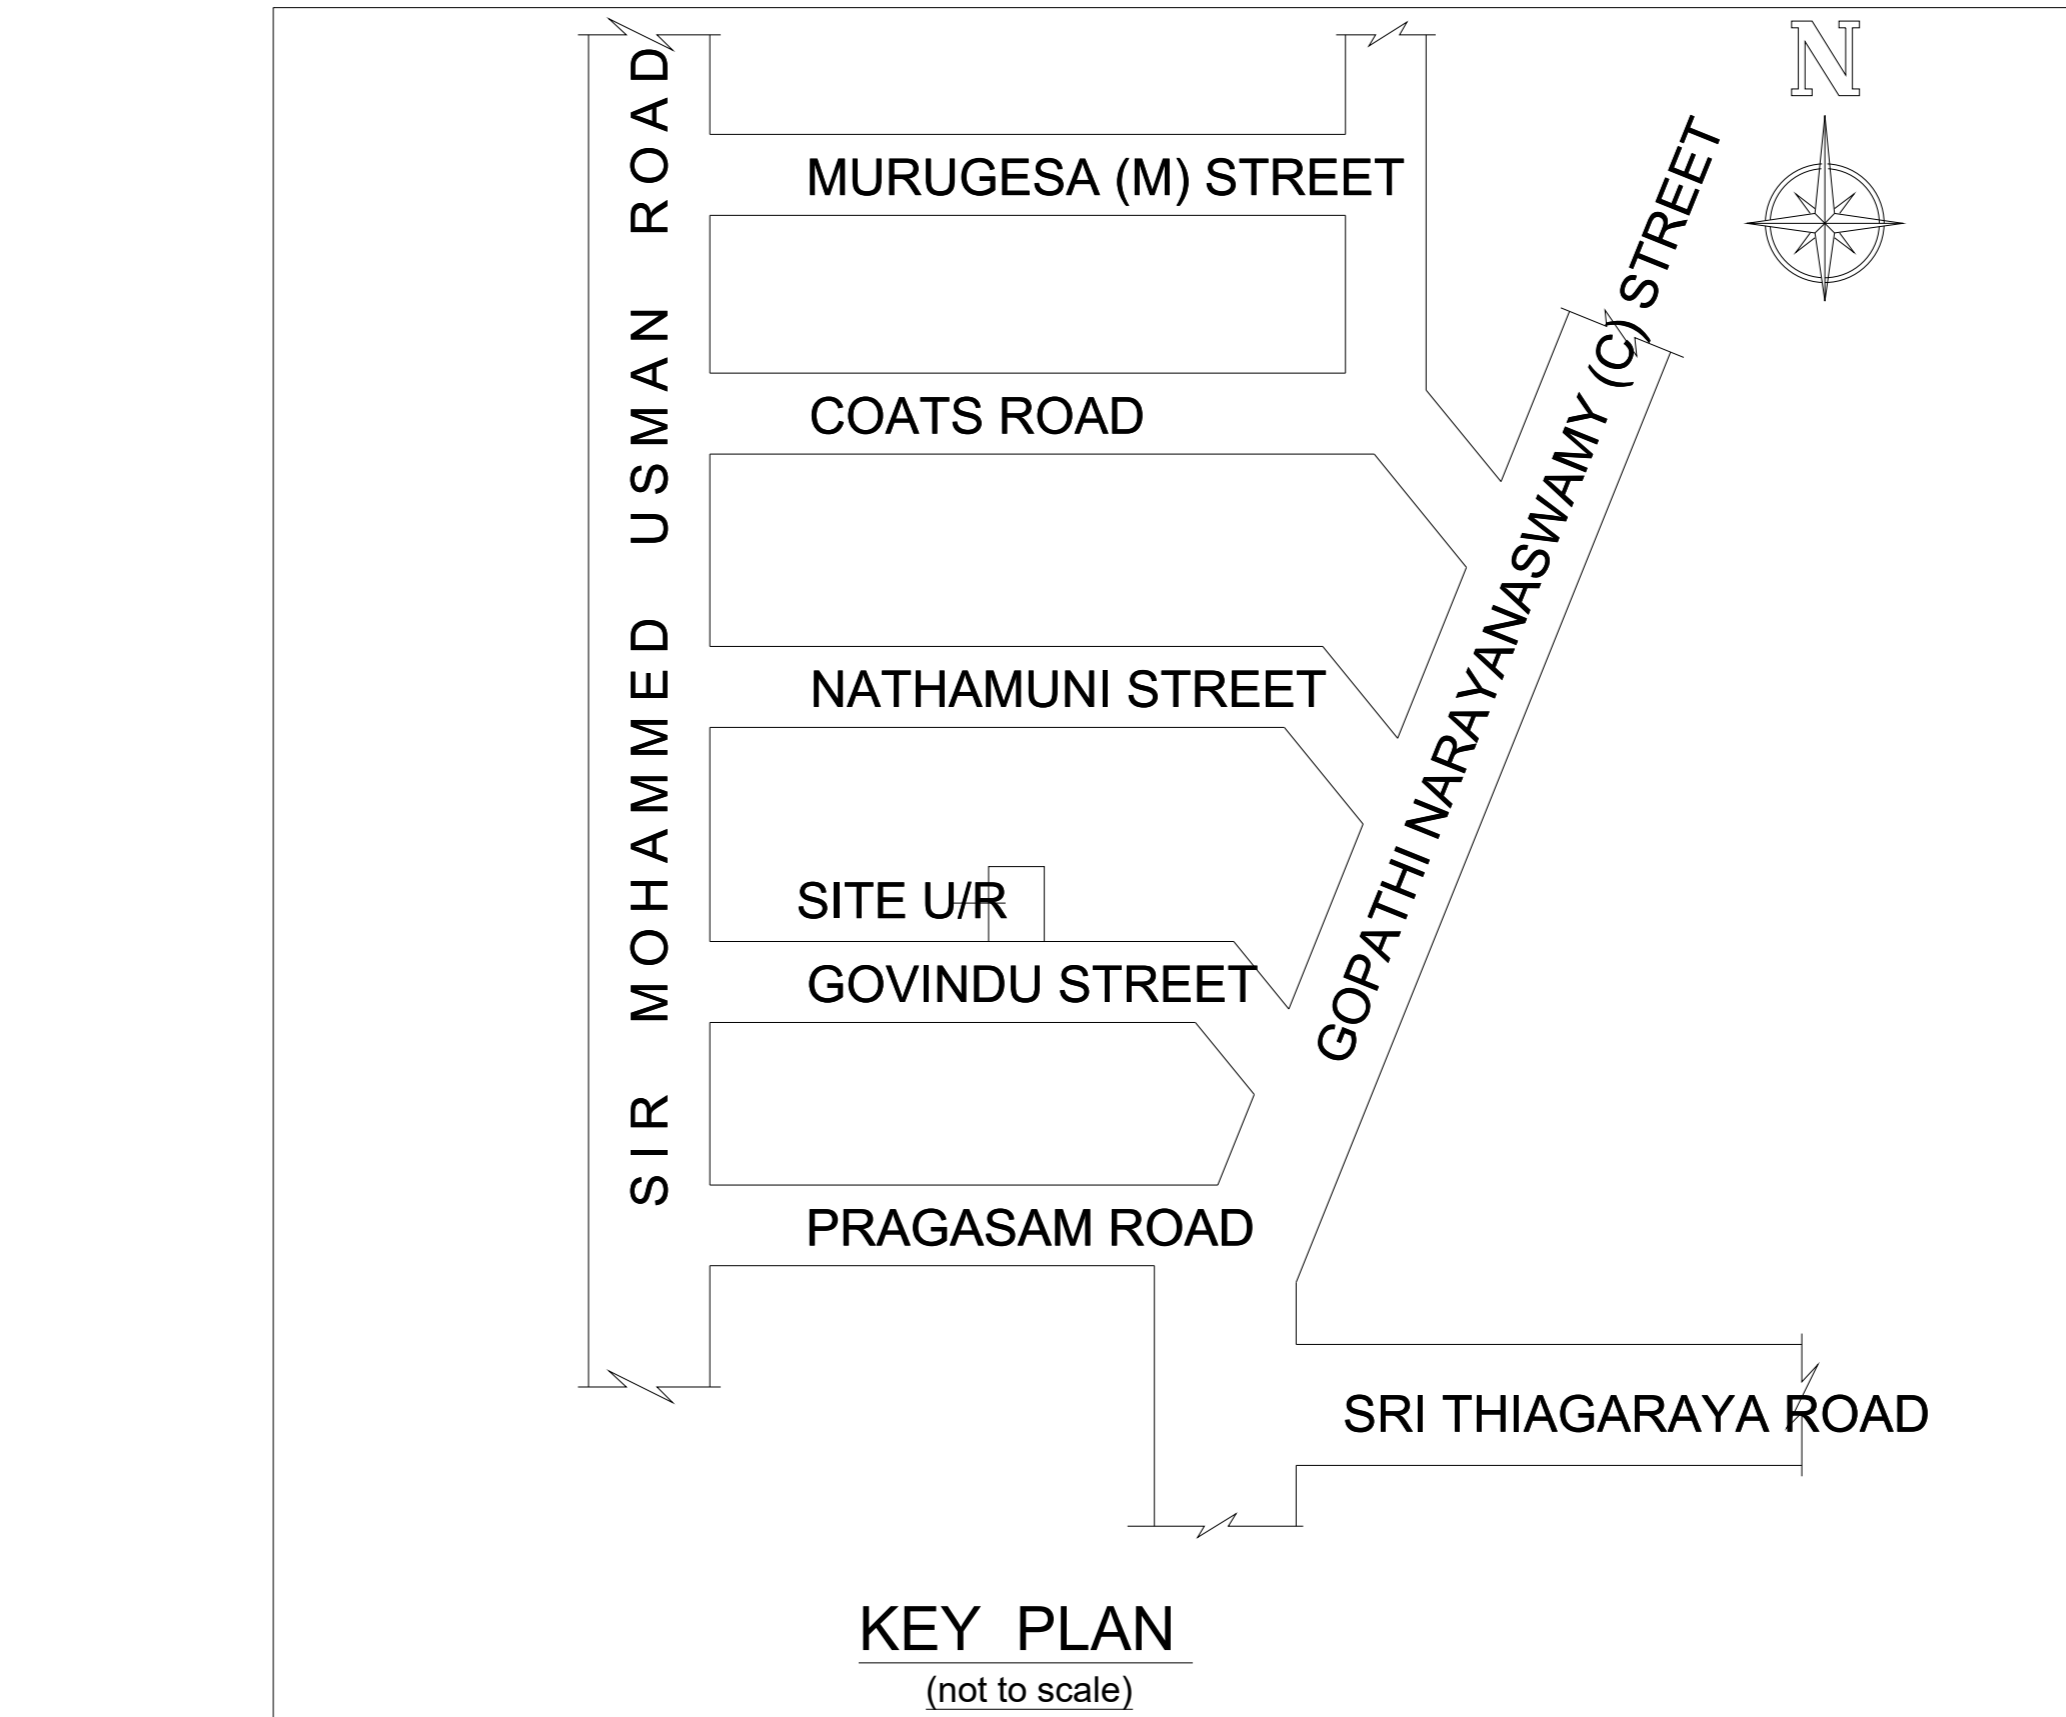 N
SIR MOHAMMED USMAN ROAD
MURUGESA (M) STREET
COATS ROAD
NATHAMUNI STREET
GOPATHI NARAYANASWAMY (C) STREET
SITE U/R
GOVINDU STREET
PRAGASAM ROAD
SRI THIAGARAYA ROAD
KEY PLAN
(not to scale)